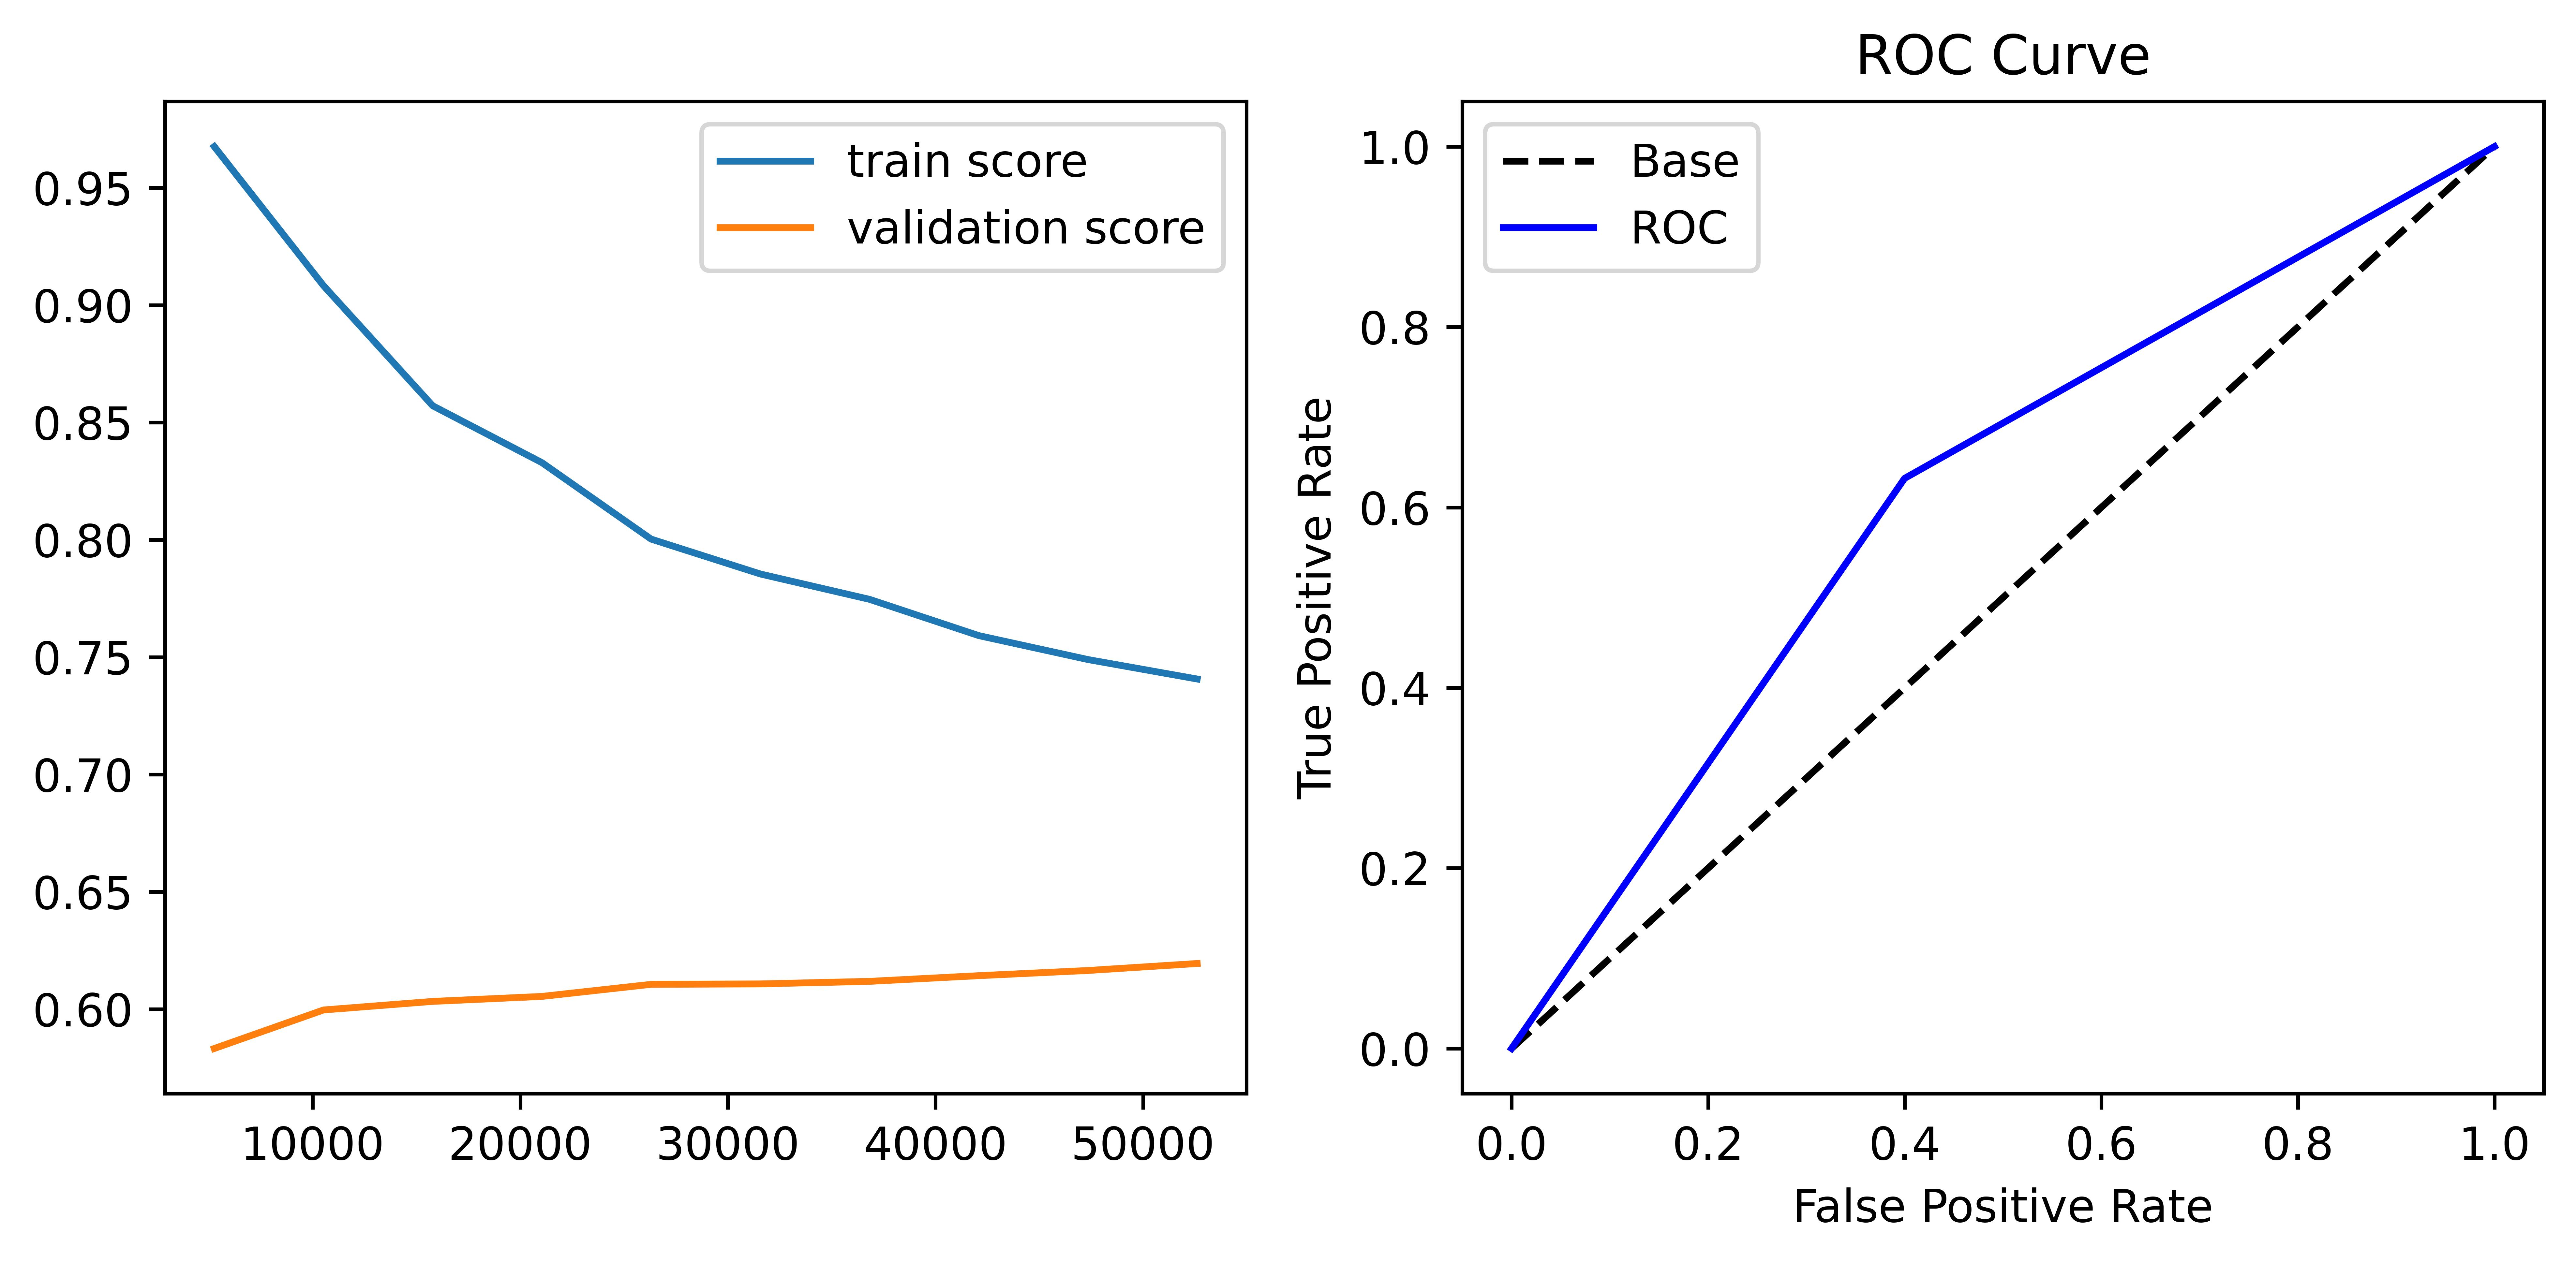 train score
validation score
0.95
0.90
0.85
0.80
0.75
0.70
0.65
0.60
10000 20000 30000 40000 50000
ROC Curve
Base
ROC
True Positive Rate
1.0
0.8
0.6
0.4
0.2
0.0
0.0 0.2 0.4 0.6 0.8 1.0
False Positive Rate